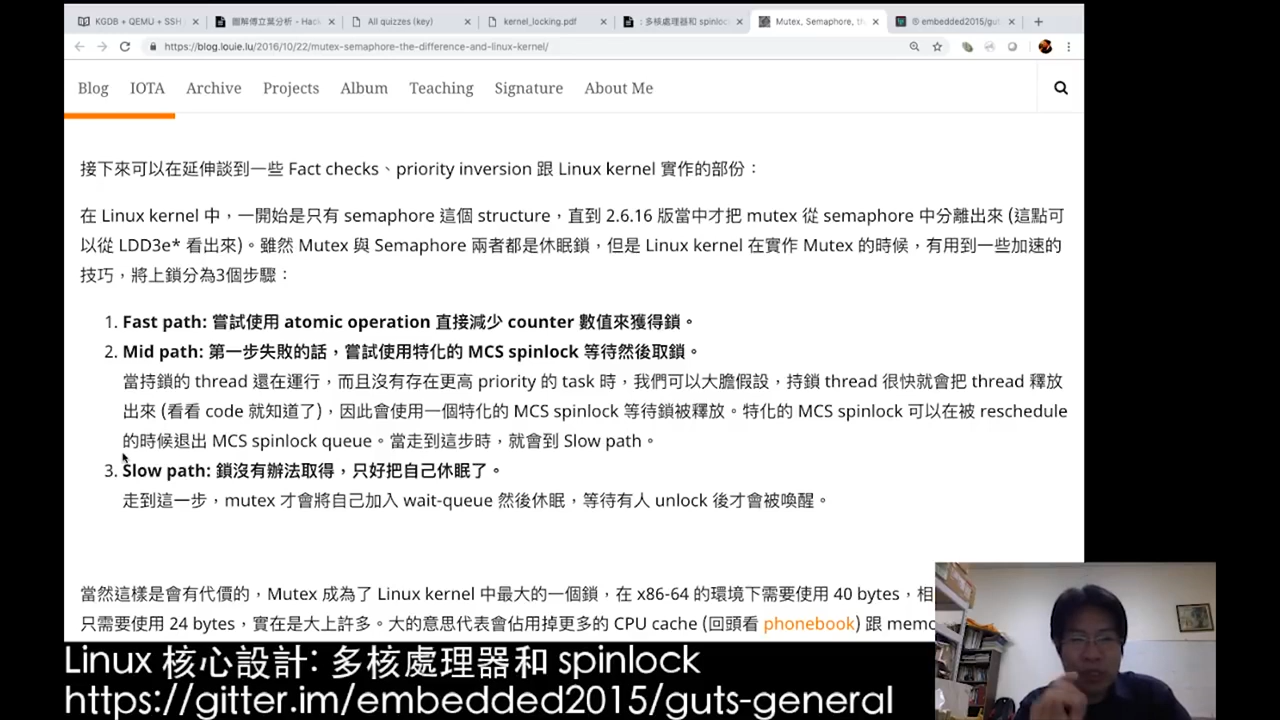 KGDB + QEMU + SSH
圖解傅立葉分析 - Hac
All quizzes (key)
kernel_locking.pdf
: 多核處理器和 spinloc
Mutex, Semaphore, th
embedded2015/gut
https://blog.louie.lu/2016/10/22/mutex-semaphore-the-difference-and-linux-kernel/
Blog IOTA Archive Projects Album Teaching Signature About Me
接下來可以在延伸談到一些 Fact checks、priority inversion 跟 Linux kernel 實作的部份：
在 Linux kernel 中，一開始是只有 semaphore 這個 structure，直到 2.6.16 版當中才把 mutex 從 semaphore 中分離出來 (這點可
以從 LDD3e* 看出來)。雖然 Mutex 與 Semaphore 兩者都是休眠鎖，但是 Linux kernel 在實作 Mutex 的時候，有用到一些加速的
技巧，將上鎖分為3個步驟：
1. Fast path: 嘗試使用 atomic operation 直接減少 counter 數值來獲得鎖。
2. Mid path: 第一步失敗的話，嘗試使用特化的 MCS spinlock 等待然後取鎖。
當持鎖的 thread 還在運行，而且沒有存在更高 priority 的 task 時，我們可以大膽假設，持鎖 thread 很快就會把 thread 釋放
出來 (看看 code 就知道了)，因此會使用一個特化的 MCS spinlock 等待鎖被釋放。特化的 MCS spinlock 可以在被 reschedule
的時候退出 MCS spinlock queue。當走到這步時，就會到 Slow path。
3. Slow path: 鎖沒有辦法取得，只好把自己休眠了。
走到這一步，mutex 才會將自己加入 wait-queue 然後休眠，等待有人 unlock 後才會被喚醒。
當然這樣是會有代價的，Mutex 成為了 Linux kernel 中最大的一個鎖，在 x86-64 的環境下需要使用 40 bytes，相
只需要使用 24 bytes，實在是大上許多。大的意思代表會佔用掉更多的 CPU cache (回頭看 phonebook) 跟 memo
Linux 核心設計: 多核處理器和 spinlock
https://gitter.im/embedded2015/guts-general